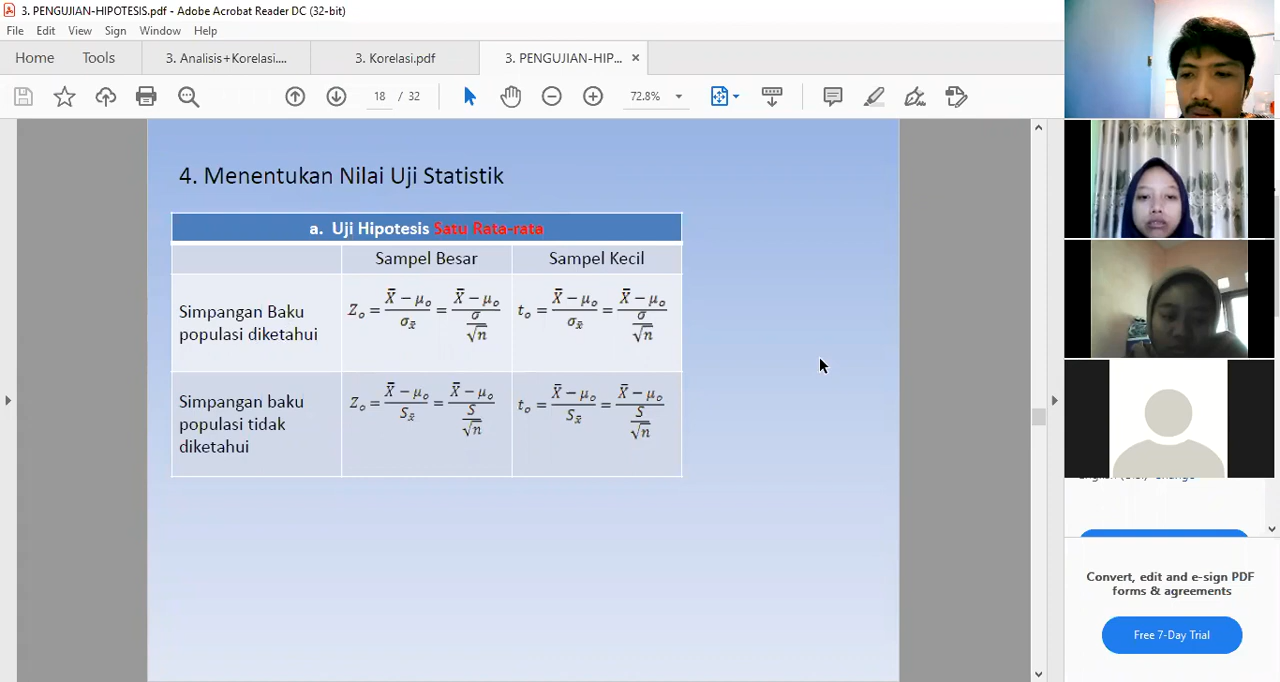 3. PENGUJIAN-HIPOTESIS.pdf - Adobe Acrobat Reader DC (32-bit)
File Edit View Sign Window Help
Home Tools 3. Analisis+Korelasi.... 3. Korelasi.pdf 3. PENGUJIAN-HIP... ×
18 / 32 72.8%
4. Menentukan Nilai Uji Statistik
a. Uji Hipotesis Satu Rata-rata
Sampel Besar Sampel Kecil
Simpangan Baku
populasi diketahui
Z₀ = (X̄ − μ₀)/σ_x̄ = (X̄ − μ₀)/(σ/√n)
t₀ = (X̄ − μ₀)/σ_x̄ = (X̄ − μ₀)/(σ/√n)
Simpangan baku
populasi tidak
diketahui
Z₀ = (X̄ − μ₀)/S_x̄ = (X̄ − μ₀)/(S/√n)
t₀ = (X̄ − μ₀)/S_x̄ = (X̄ − μ₀)/(S/√n)
Convert, edit and e-sign PDF
forms & agreements
Free 7-Day Trial